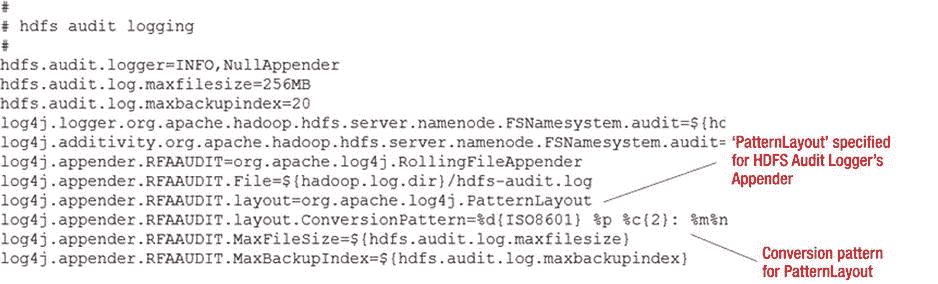 #
# hdfs audit logging
#
hdfs.audit.logger=INFO,NullAppender
hdfs.audit.log.maxfilesize=256MB
hdfs.audit.log.maxbackupindex=20
log4j.logger.org.apache.hadoop.hdfs.server.namenode.FSNamesystem.audit=${hd
log4j.additivity.org.apache.hadoop.hdfs.server.namenode.FSNamesystem.audit=
log4j.appender.RFAAUDIT=org.apache.log4j.RollingFileAppender
log4j.appender.RFAAUDIT.File=${hadoop.log.dir}/hdfs-audit.log
log4j.appender.RFAAUDIT.layout=org.apache.log4j.PatternLayout
log4j.appender.RFAAUDIT.layout.ConversionPattern=%d{ISO8601} %p %c{2}: %m%n
log4j.appender.RFAAUDIT.MaxFileSize=${hdfs.audit.log.maxfilesize}
log4j.appender.RFAAUDIT.MaxBackupIndex=${hdfs.audit.log.maxbackupindex}
'PatternLayout' specified
for HDFS Audit Logger's
Appender
Conversion pattern
for PatternLayout